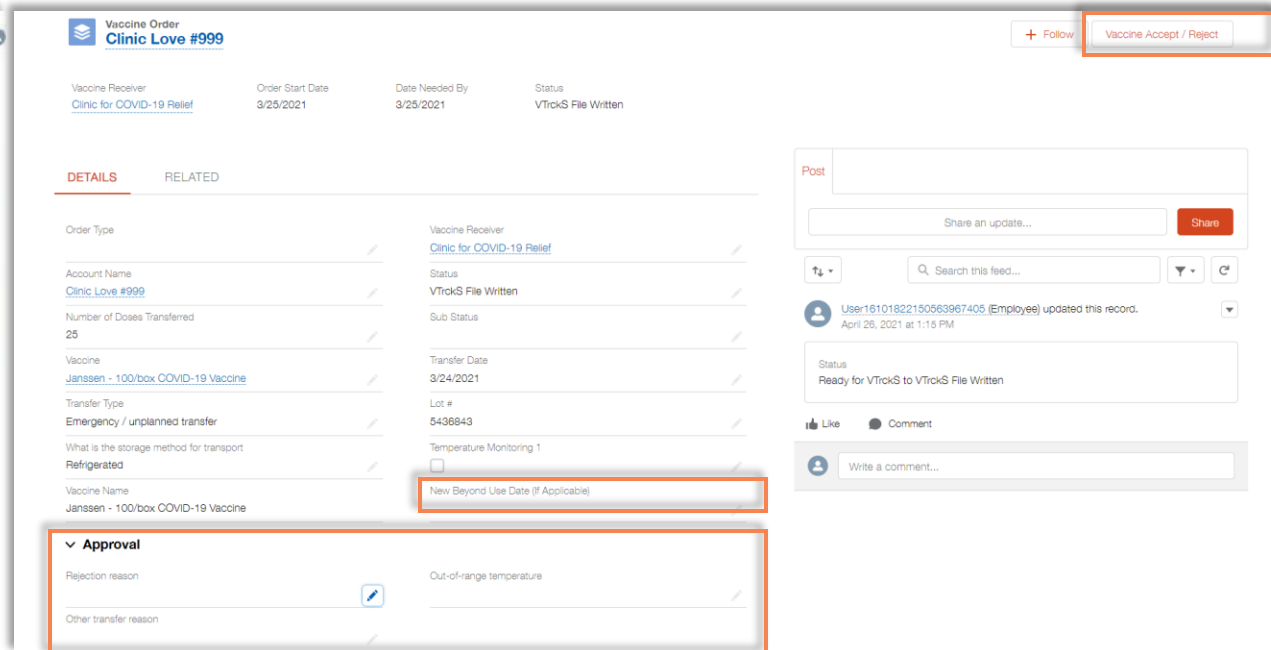 Vaccine Order
Clinic Love #999
+ Follow
Vaccine Accept / Reject
Vaccine Receiver
Order Start Date
Date Needed By
Status
Clinic for COVID-19 Relief
3/25/2021
3/25/2021
VTrckS File Written
DETAILS
RELATED
Order Type
Vaccine Receiver
Clinic for COVID-19 Relief
Account Name
Clinic Love #999
Status
VTrckS File Written
Number of Doses Transferred
25
Sub Status
Vaccine
Janssen - 100/box COVID-19 Vaccine
Transfer Date
3/24/2021
Transfer Type
Emergency / unplanned transfer
Lot #
5436843
What is the storage method for transport
Refrigerated
Temperature Monitoring 1
Vaccine Name
Janssen - 100/box COVID-19 Vaccine
New Beyond Use Date (If Applicable)
Approval
Rejection reason
Out-of-range temperature
Other transfer reason
Post
Share an update...
Share
Search this feed...
User16101822150563967405 (Employee) updated this record.
April 26, 2021 at 1:15 PM
Status
Ready for VTrckS to VTrckS File Written
Like
Comment
Write a comment...